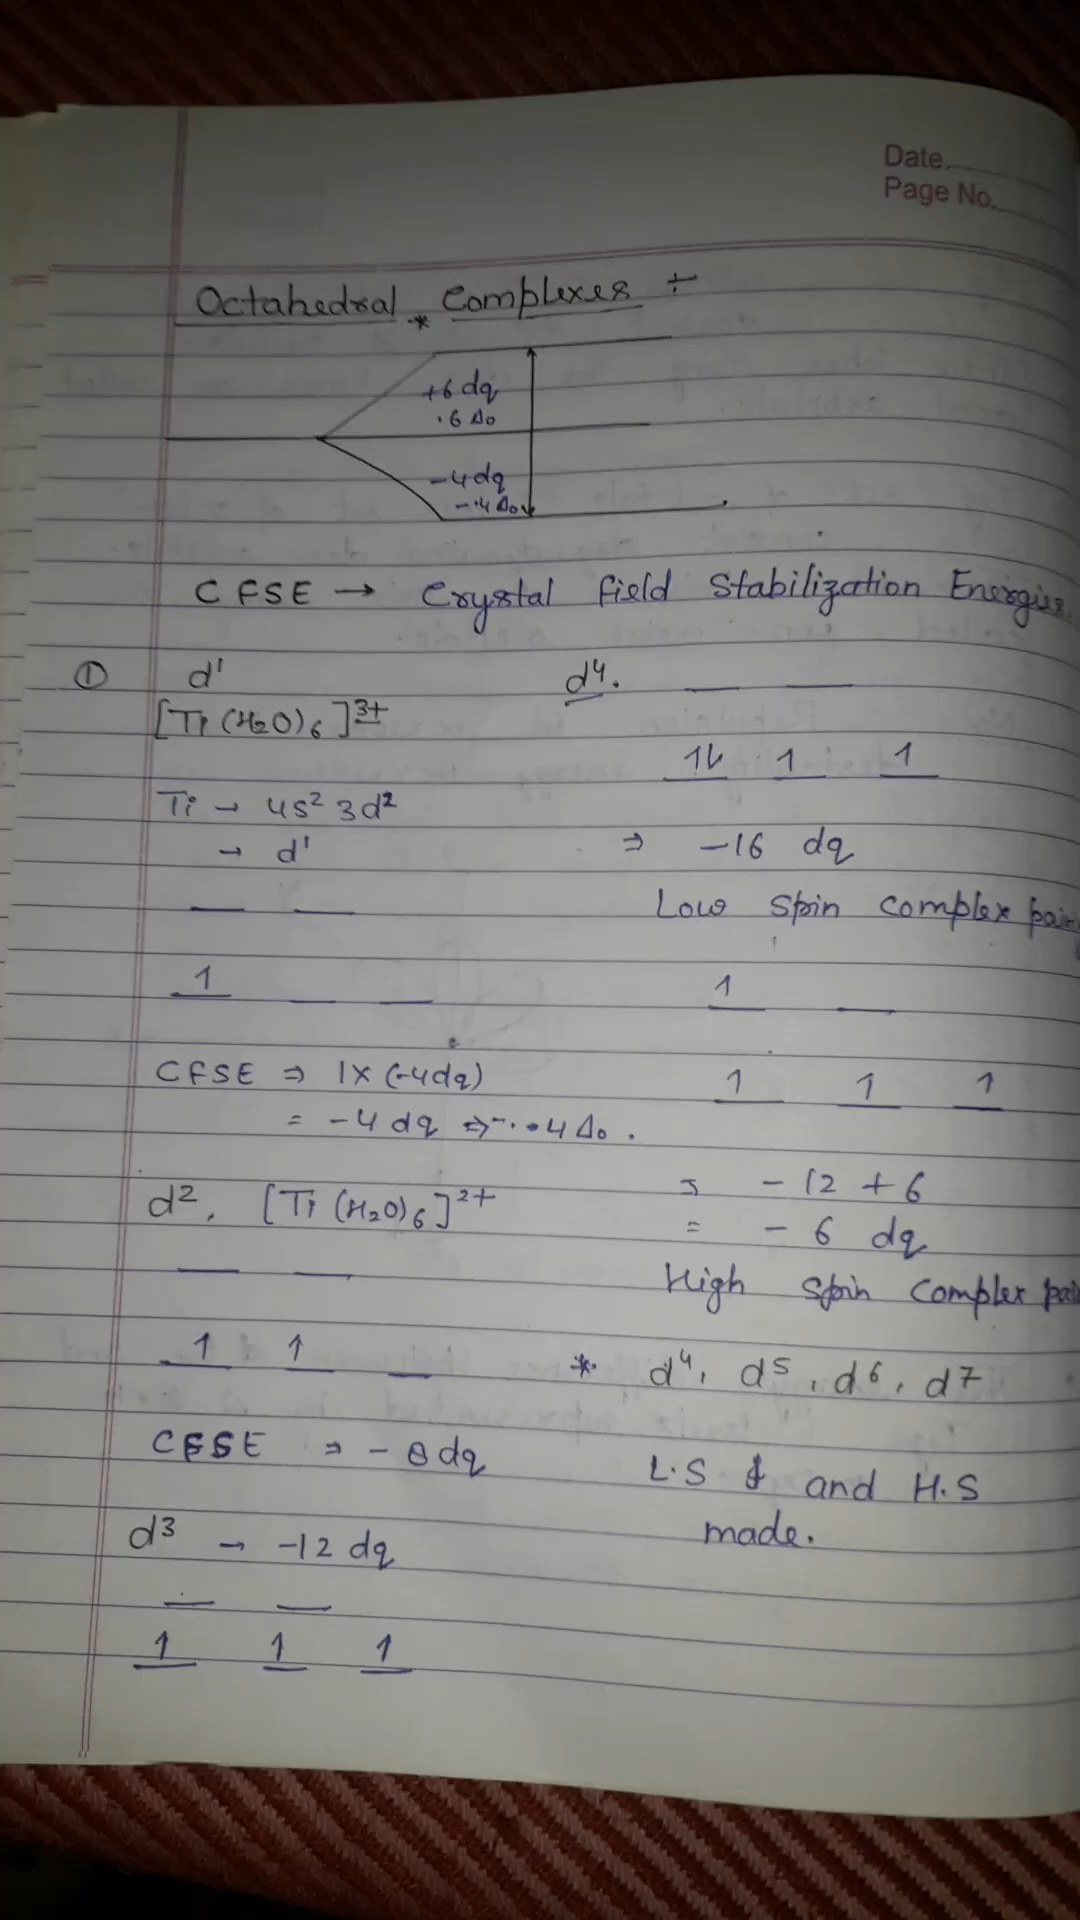 Date
Page No.
Octahedral Complexes ÷
*
+6 dq
.6 Δo
-4 dq
-.4 Δo
CFSE → Crystal field Stabilization Energies.
① d¹
[Ti (H₂O)₆]³⁺
Ti → 4s² 3d²
→ d¹
1
CFSE ⇒ 1 × (-4dq)
= -4 dq ⇒ -.4 Δo.
d², [Ti (H₂O)₆]²⁺
1 1
CFSE ⇒ -8 dq
d³ → -12 dq
1 1 1
d⁴.
1⇂ 1 1
⇒ -16 dq
Low spin complex
1
1 1 1
= -12 + 6
= -6 dq
High spin complex
* d⁴, d⁵, d⁶, d⁷
L.S and H.S
made.